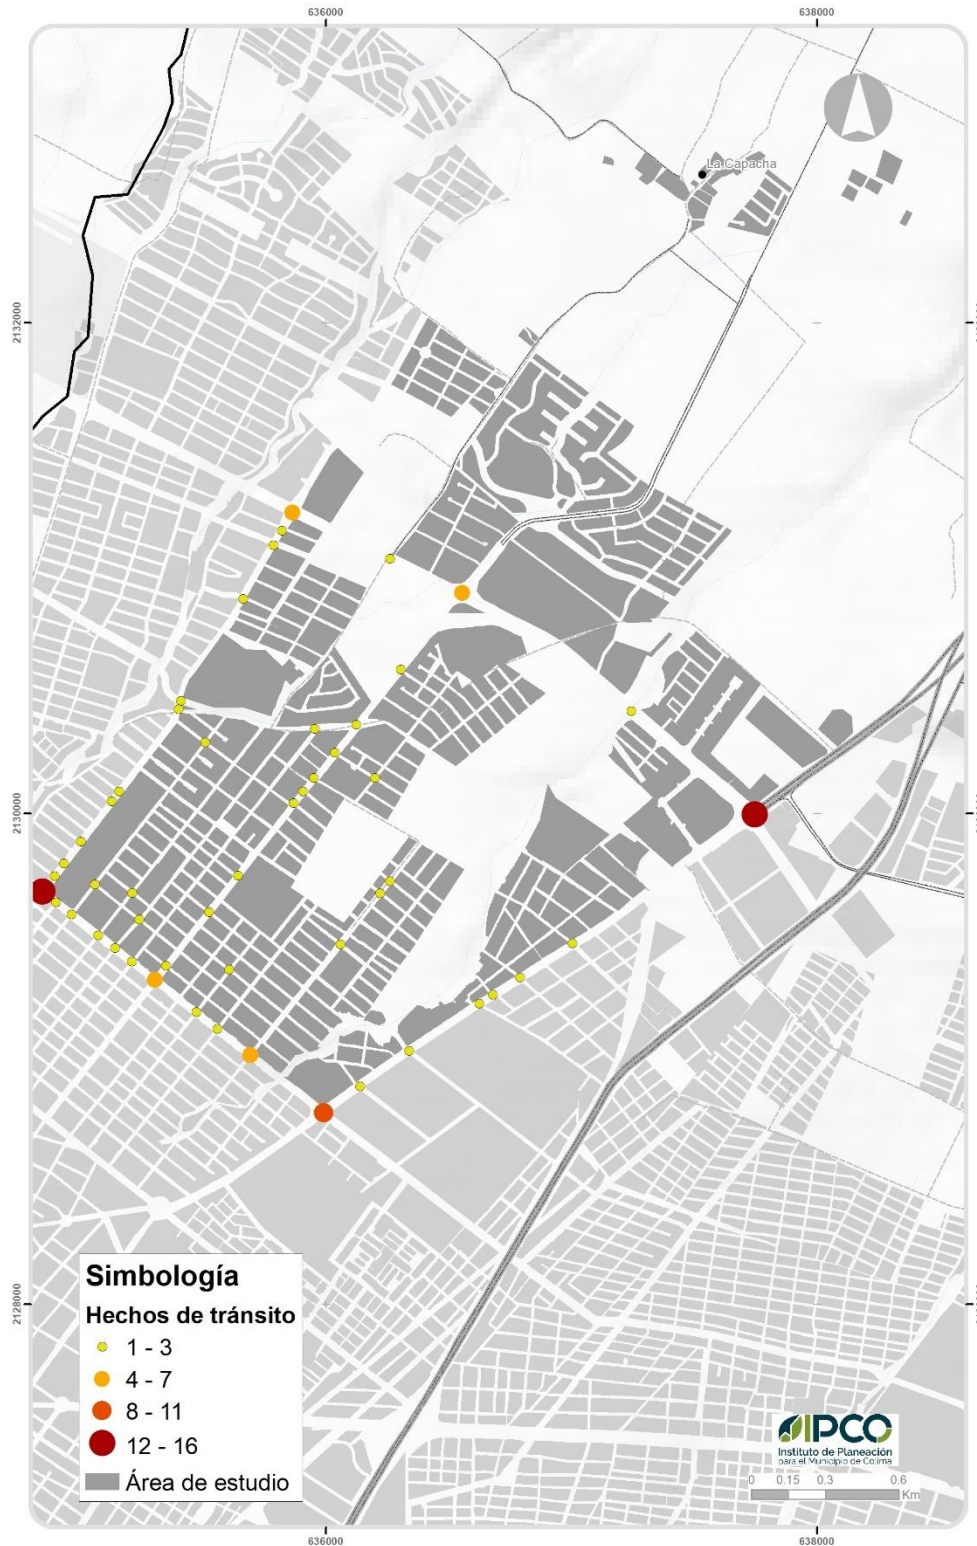 636000
638000
La Capacha
2132000
2130000
2128000
Simbología
Hechos de tránsito
1 - 3
4 - 7
8 - 11
12 - 16
Área de estudio
IPCO
Instituto de Planeación
para el Municipio de Colima
0 0.15 0.3 0.6
Km
636000
638000